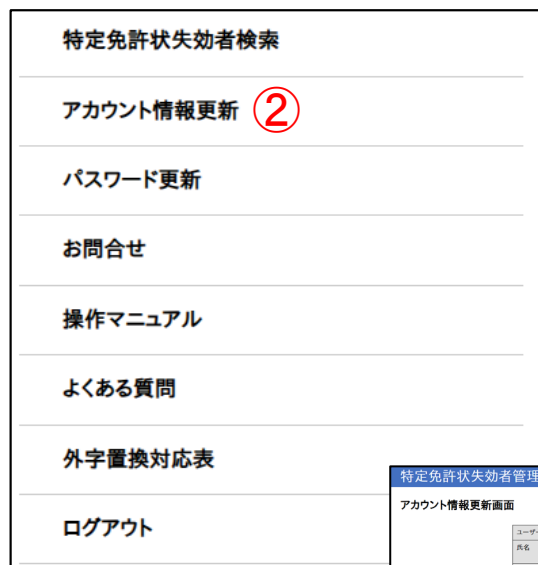 特定免許状失効者検索
アカウント情報更新 ②
パスワード更新
お問合せ
操作マニュアル
よくある質問
外字置換対応表
ログアウト
特定免許状失効者管理
アカウント情報更新画面
ユーザー
氏名